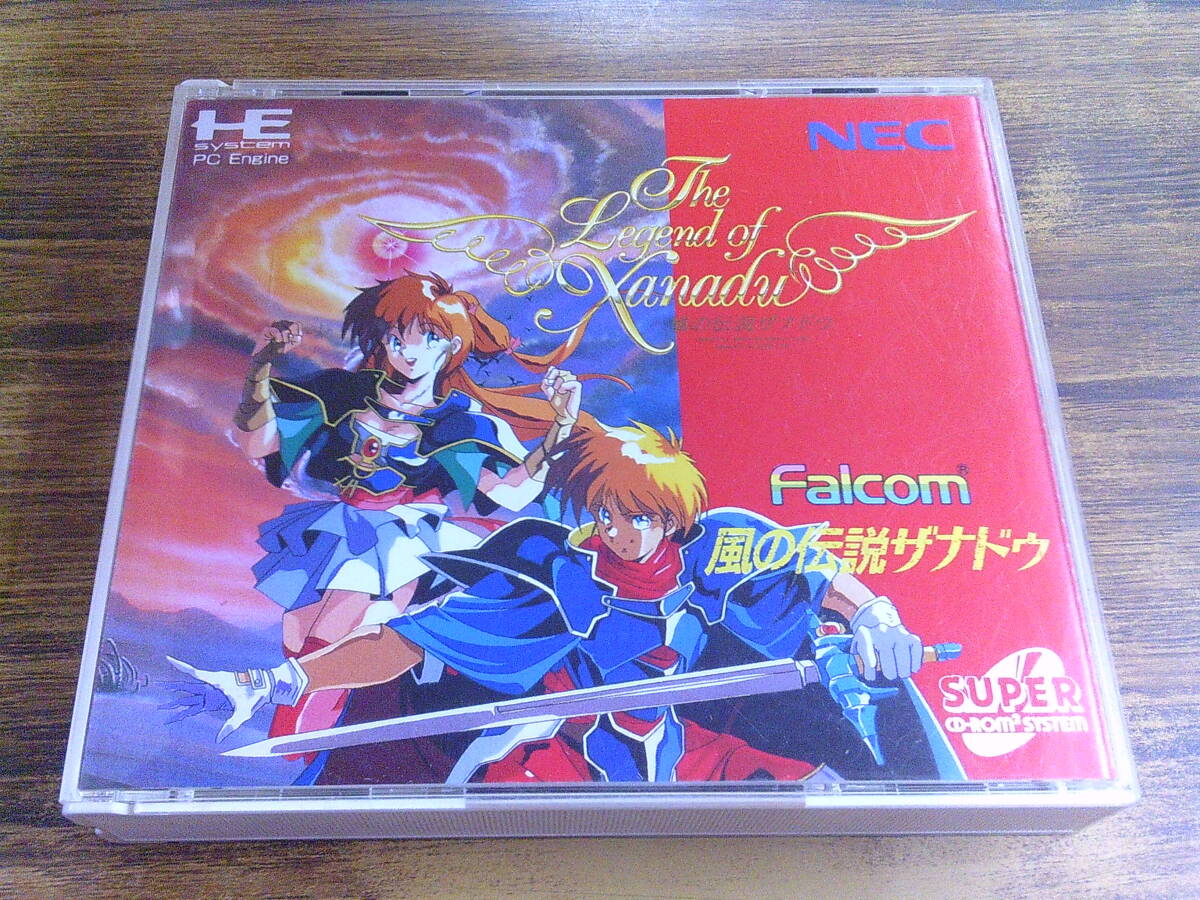 HE
system
PC Engine
NEC
The
Legend of
Xanadu
風の伝説ザナドゥ
Falcom®
風の伝説ザナドゥ
SUPER
CD-ROM² SYSTEM